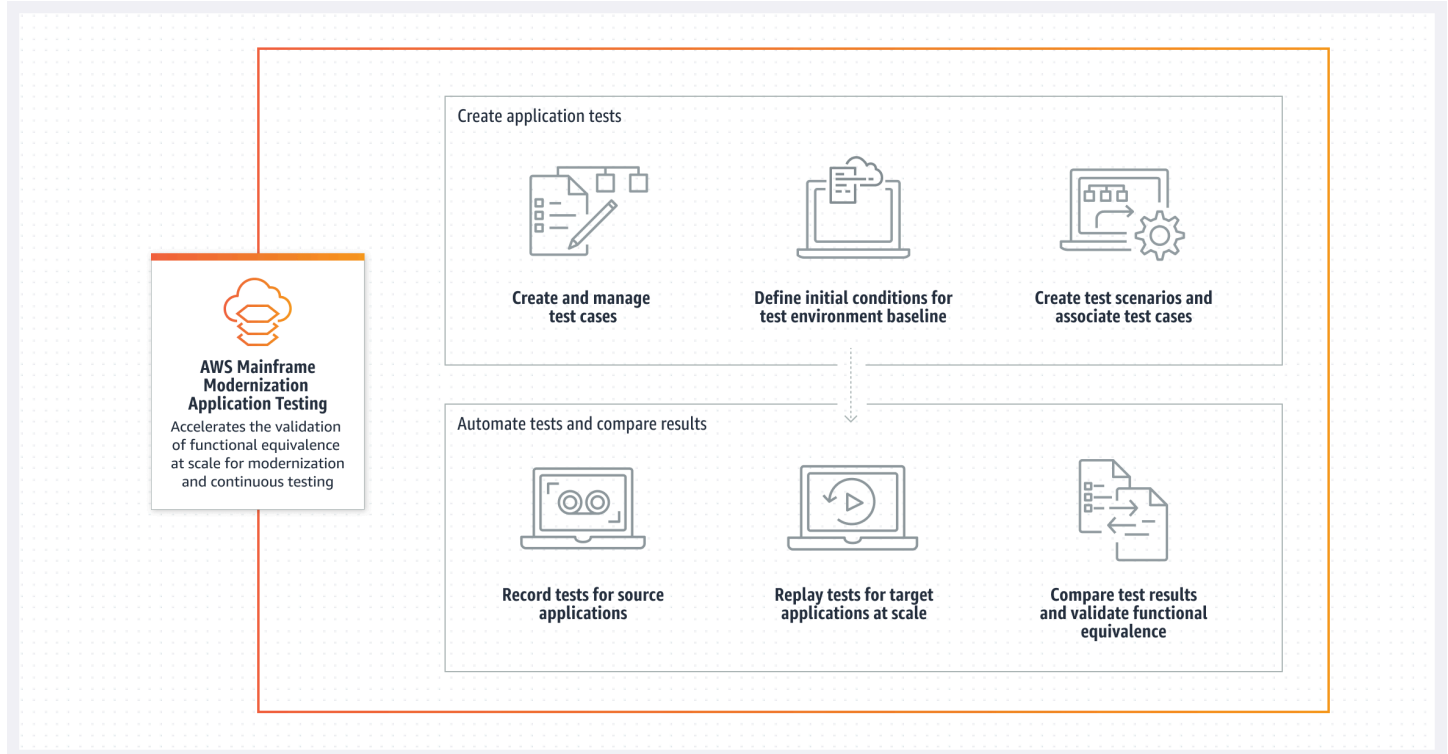 Create application tests
Create and manage
test cases
Define initial conditions for
test environment baseline
Create test scenarios and
associate test cases
AWS Mainframe
Modernization
Application Testing
Accelerates the validation
of functional equivalence
at scale for modernization
and continuous testing
Automate tests and compare results
Record tests for source
applications
Replay tests for target
applications at scale
Compare test results
and validate functional
equivalence